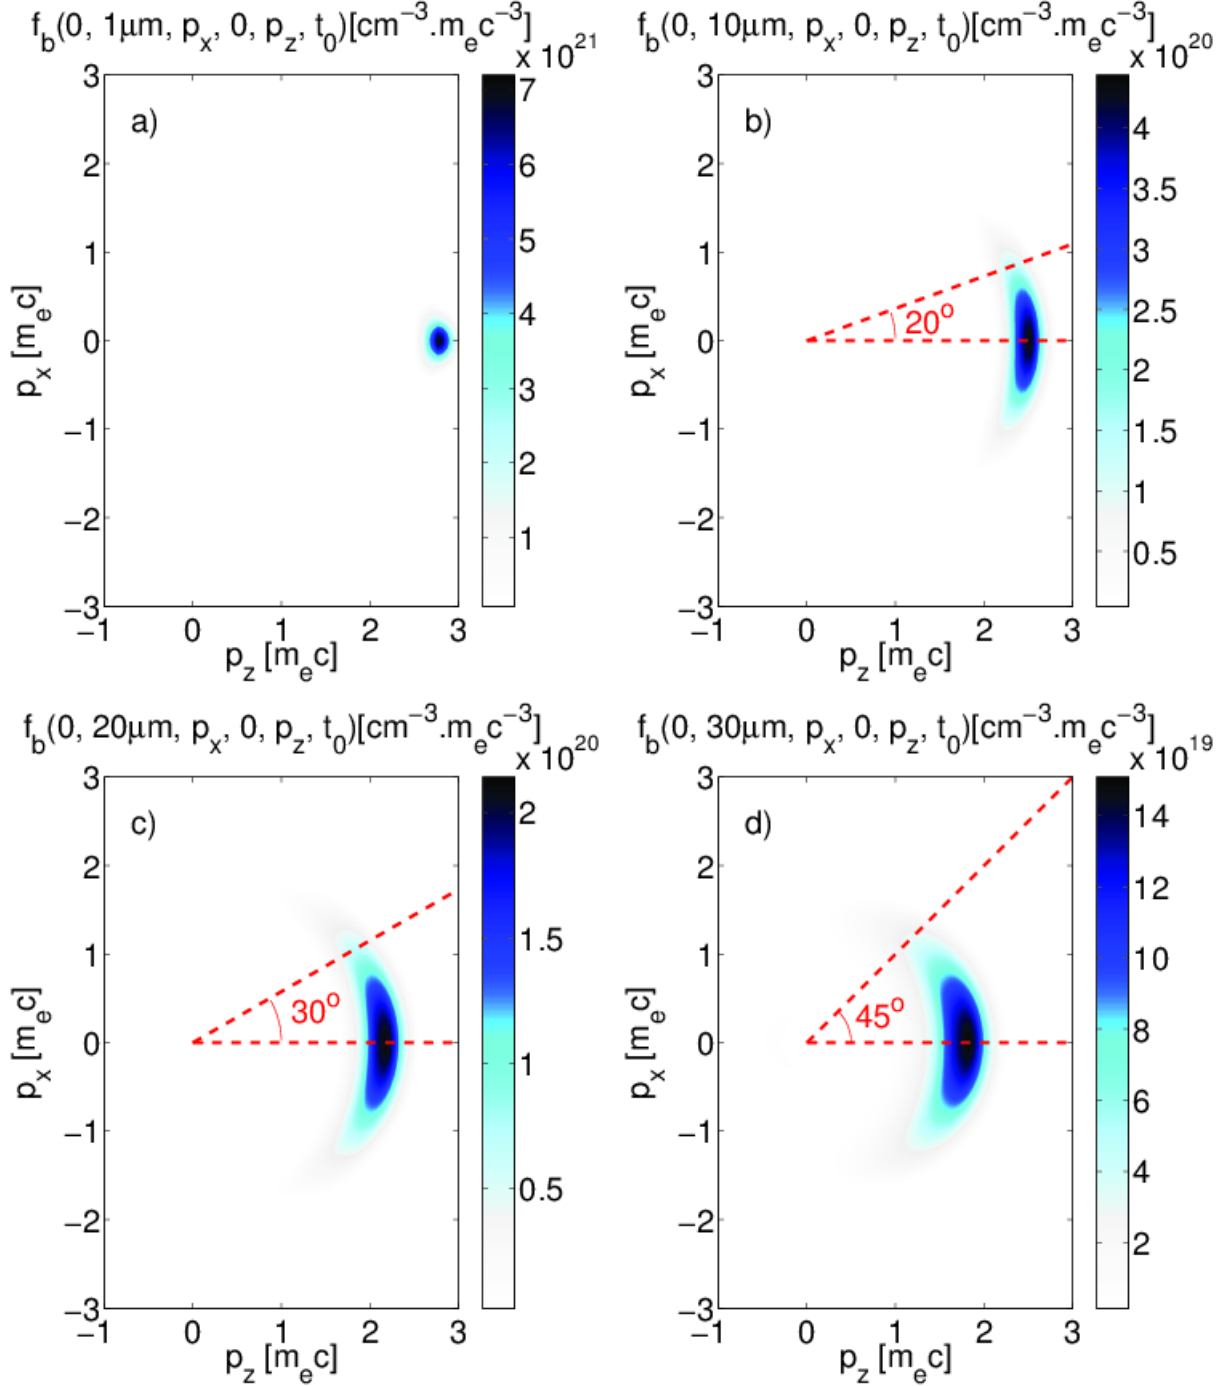 f_b(0, 1μm, p_x, 0, p_z, t_0)[cm^−3.m_ec^−3]
x 10^21
a)
3
2
1
0
−1
−2
−3
−1 0 1 2 3
p_x [m_ec]
p_z [m_ec]
7
6
5
4
3
2
1
f_b(0, 10μm, p_x, 0, p_z, t_0)[cm^−3.m_ec^−3]
x 10^20
b)
20°
3
2
1
0
−1
−2
−3
−1 0 1 2 3
p_x [m_ec]
p_z [m_ec]
4
3.5
3
2.5
2
1.5
1
0.5
f_b(0, 20μm, p_x, 0, p_z, t_0)[cm^−3.m_ec^−3]
x 10^20
c)
30°
3
2
1
0
−1
−2
−3
−1 0 1 2 3
p_x [m_ec]
p_z [m_ec]
2
1.5
1
0.5
f_b(0, 30μm, p_x, 0, p_z, t_0)[cm^−3.m_ec^−3]
x 10^19
d)
45°
3
2
1
0
−1
−2
−3
−1 0 1 2 3
p_x [m_ec]
p_z [m_ec]
14
12
10
8
6
4
2